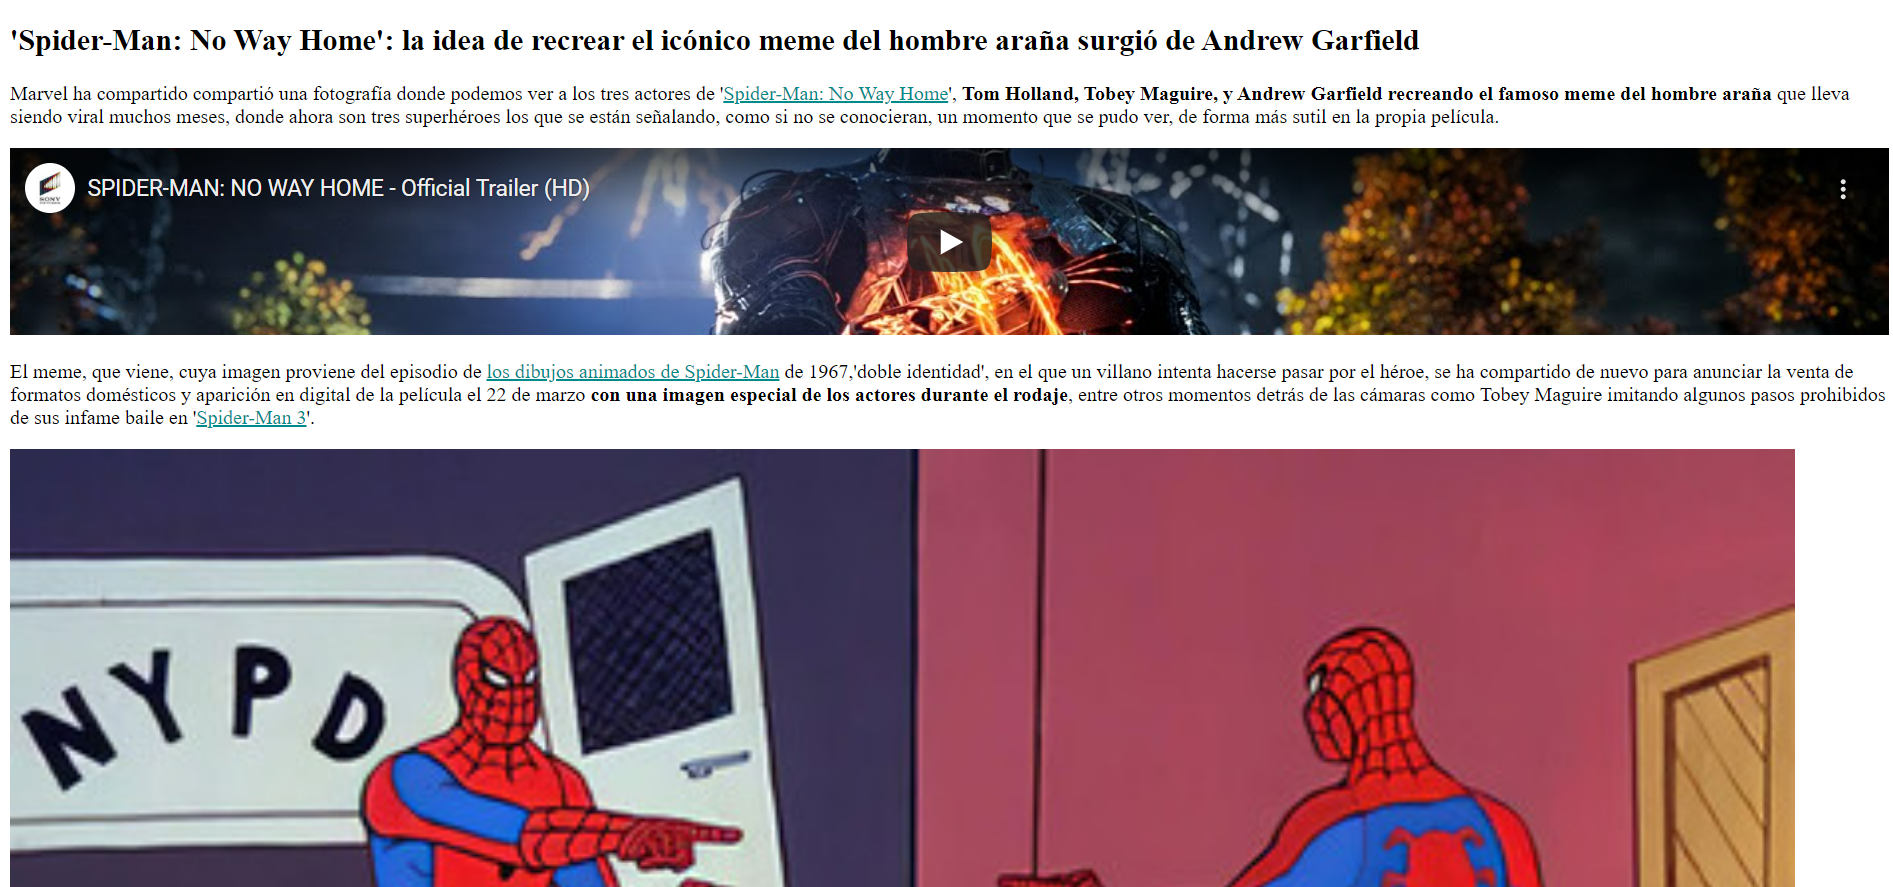 'Spider-Man: No Way Home': la idea de recrear el icónico meme del hombre araña surgió de Andrew Garfield
Marvel ha compartido compartió una fotografía donde podemos ver a los tres actores de 'Spider-Man: No Way Home', Tom Holland, Tobey Maguire, y Andrew Garfield recreando el famoso meme del hombre araña que lleva
siendo viral muchos meses, donde ahora son tres superhéroes los que se están señalando, como si no se conocieran, un momento que se pudo ver, de forma más sutil en la propia película.
SONY
SPIDER-MAN: NO WAY HOME - Official Trailer (HD)
El meme, que viene, cuya imagen proviene del episodio de los dibujos animados de Spider-Man de 1967,'doble identidad', en el que un villano intenta hacerse pasar por el héroe, se ha compartido de nuevo para anunciar la venta de
formatos domésticos y aparición en digital de la película el 22 de marzo con una imagen especial de los actores durante el rodaje, entre otros momentos detrás de las cámaras como Tobey Maguire imitando algunos pasos prohibidos
de sus infame baile en 'Spider-Man 3'.
NYPD